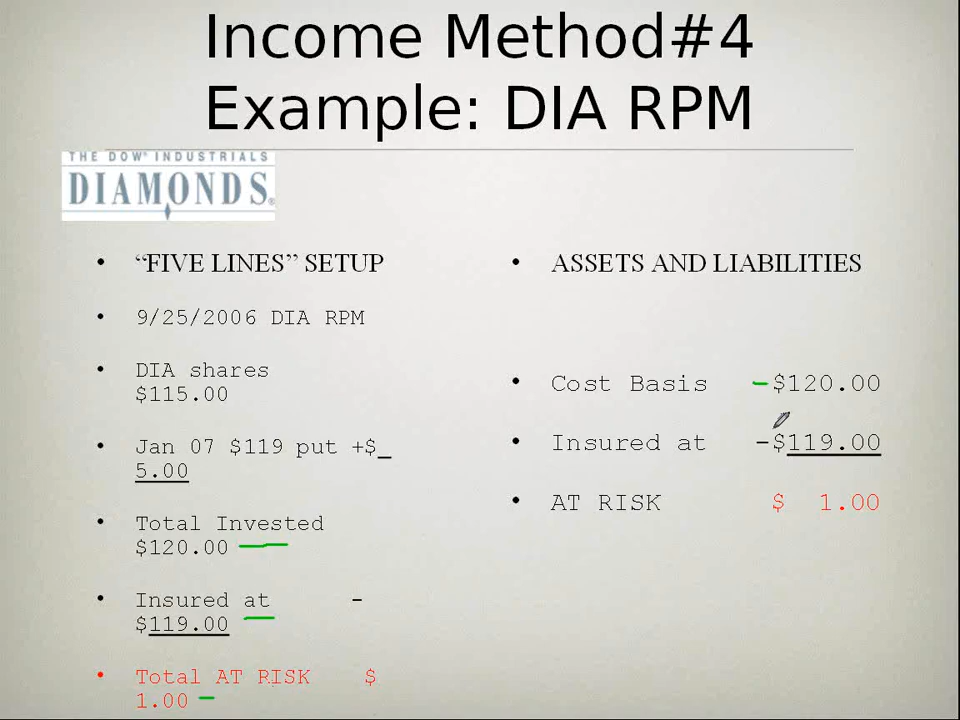 Income Method#4
Example: DIA RPM
THE DOW® INDUSTRIALS
DIAMONDS®
• “FIVE LINES” SETUP
• 9/25/2006 DIA RPM
• DIA shares
$115.00
• Jan 07 $119 put +$_
5.00
• Total Invested
$120.00
• Insured at -
$119.00
• Total AT RISK $
1.00
• ASSETS AND LIABILITIES
• Cost Basis $120.00
• Insured at -$119.00
• AT RISK $ 1.00